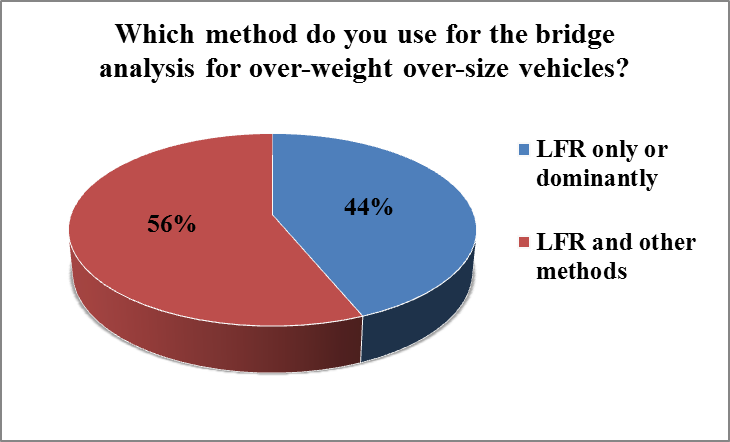 Which method do you use for the bridge
analysis for over-weight over-size vehicles?
44%
56%
LFR only or
dominantly
LFR and other
methods